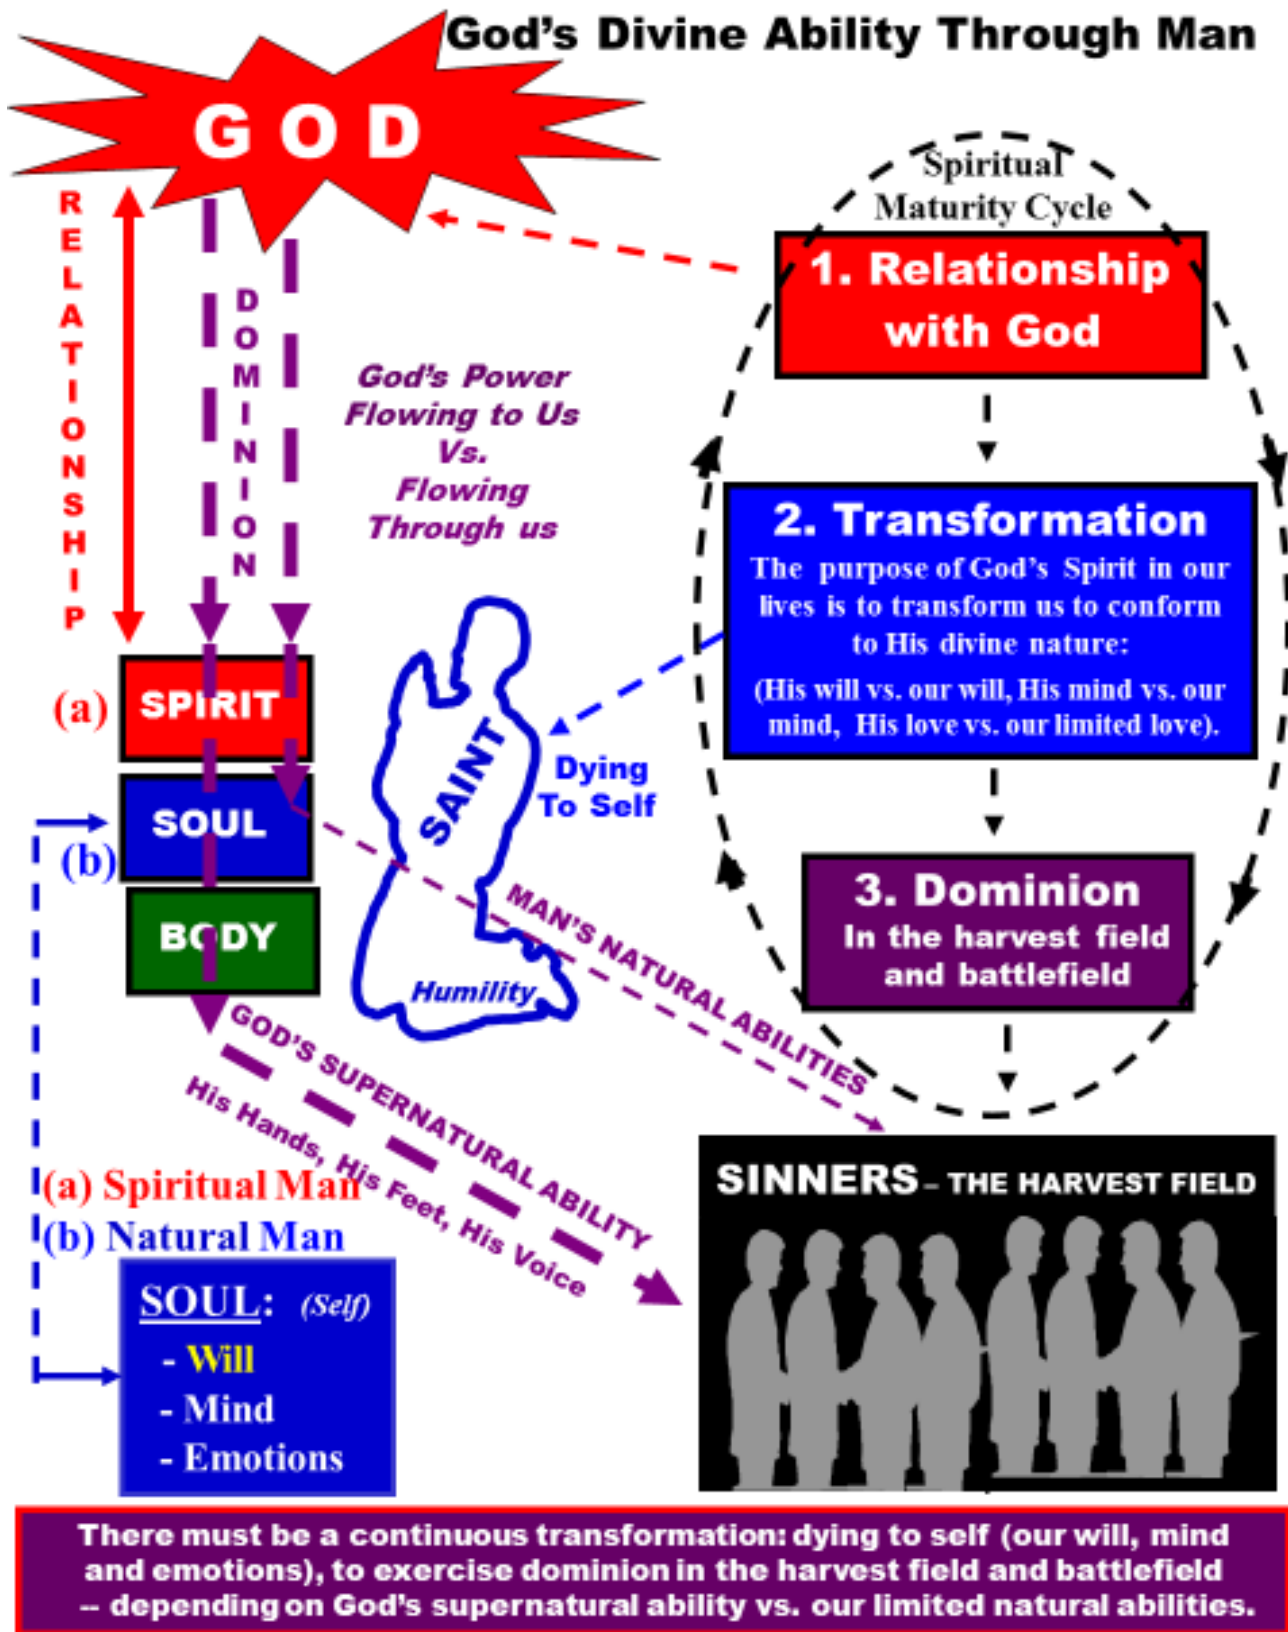 God's Divine Ability Through Man
G O D
RELATIONSHIP
DOMINION
God's Power
Flowing to Us
Vs.
Flowing
Through us
Spiritual
Maturity Cycle
1. Relationship
with God
2. Transformation
The purpose of God's Spirit in our
lives is to transform us to conform
to His divine nature:
(His will vs. our will, His mind vs. our
mind, His love vs. our limited love).
3. Dominion
In the harvest field
and battlefield
(a)
SPIRIT
SOUL
(b)
BODY
SAINT
Humility
Dying
To Self
MAN'S NATURAL ABILITIES
GOD'S SUPERNATURAL ABILITY
His Hands, His Feet, His Voice
(a) Spiritual Man
(b) Natural Man
SOUL: (Self)
- Will
- Mind
- Emotions
SINNERS – THE HARVEST FIELD
There must be a continuous transformation: dying to self (our will, mind
and emotions), to exercise dominion in the harvest field and battlefield
-- depending on God's supernatural ability vs. our limited natural abilities.